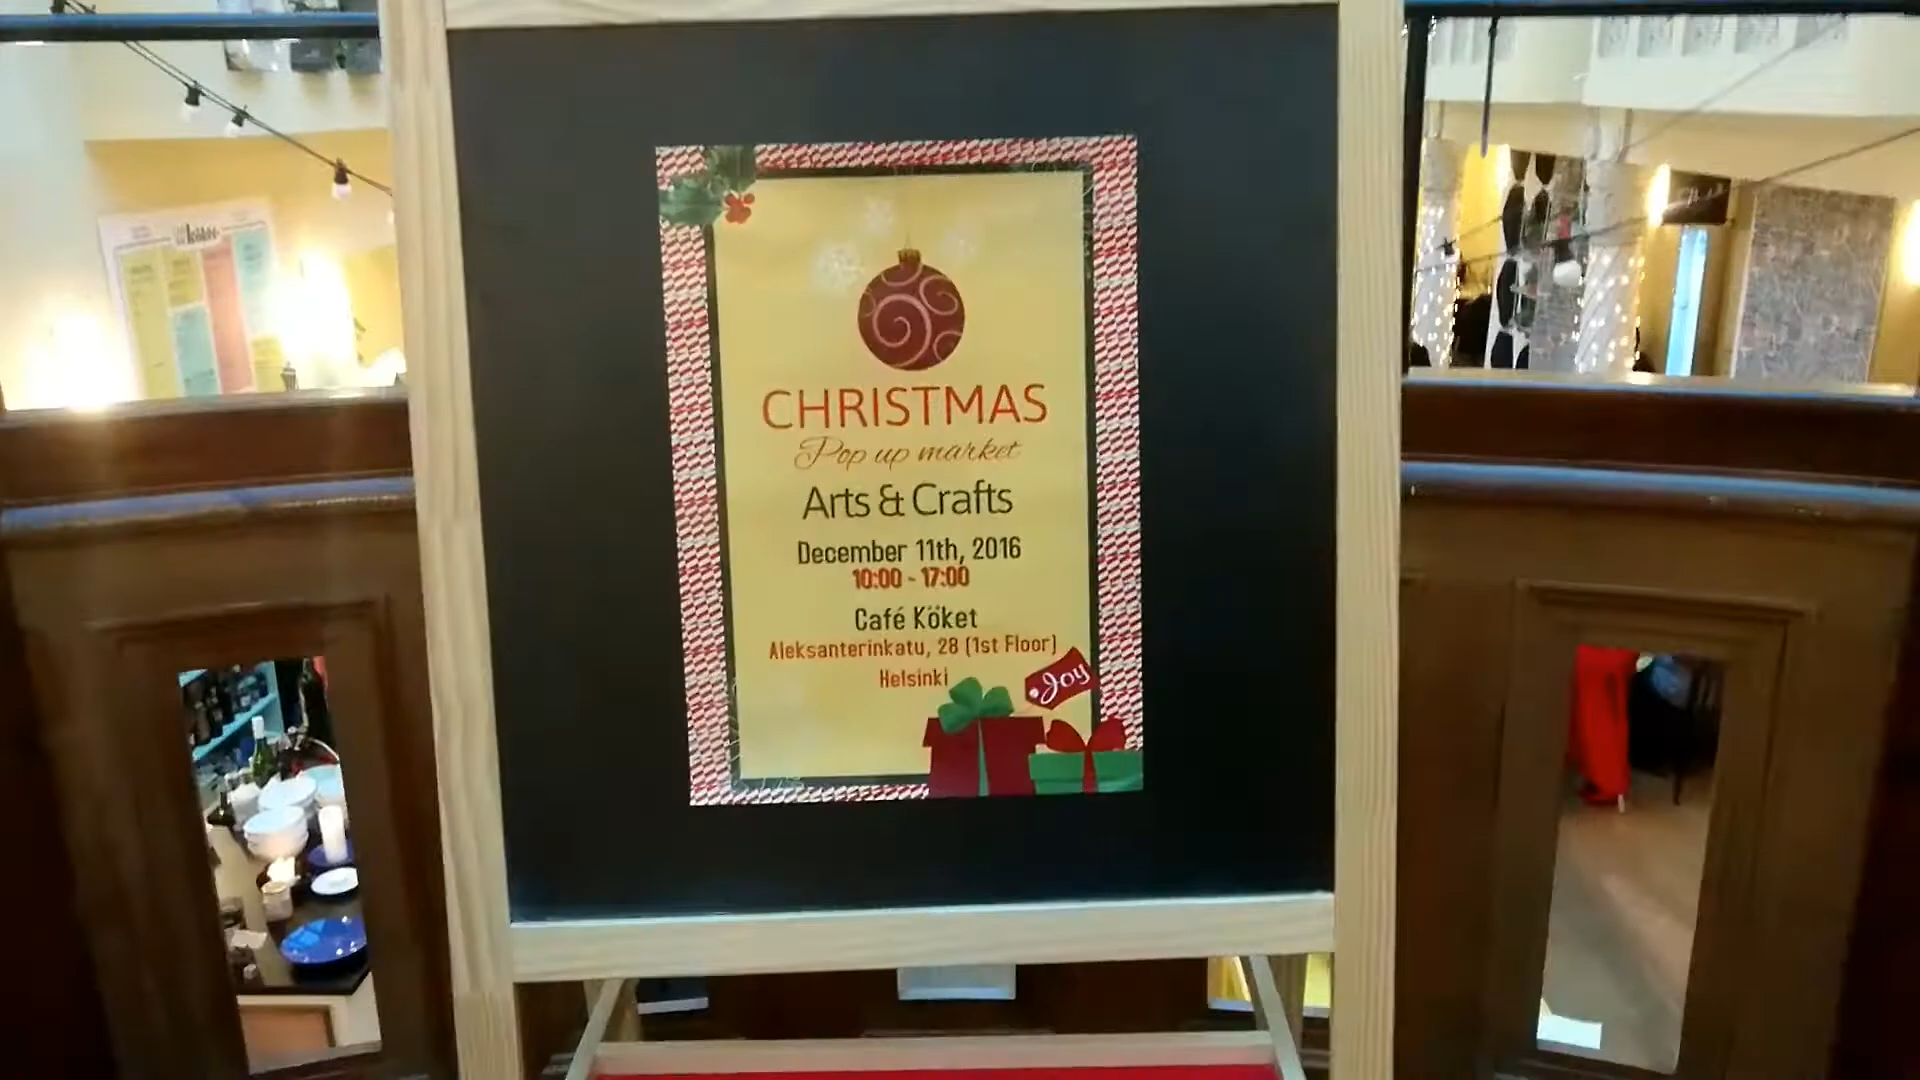 CHRISTMAS
Pop up market
Arts & Crafts
December 11th, 2016
10:00 - 17:00
Café Köket
Aleksanterinkatu, 28 (1st Floor)
Helsinki
Joy